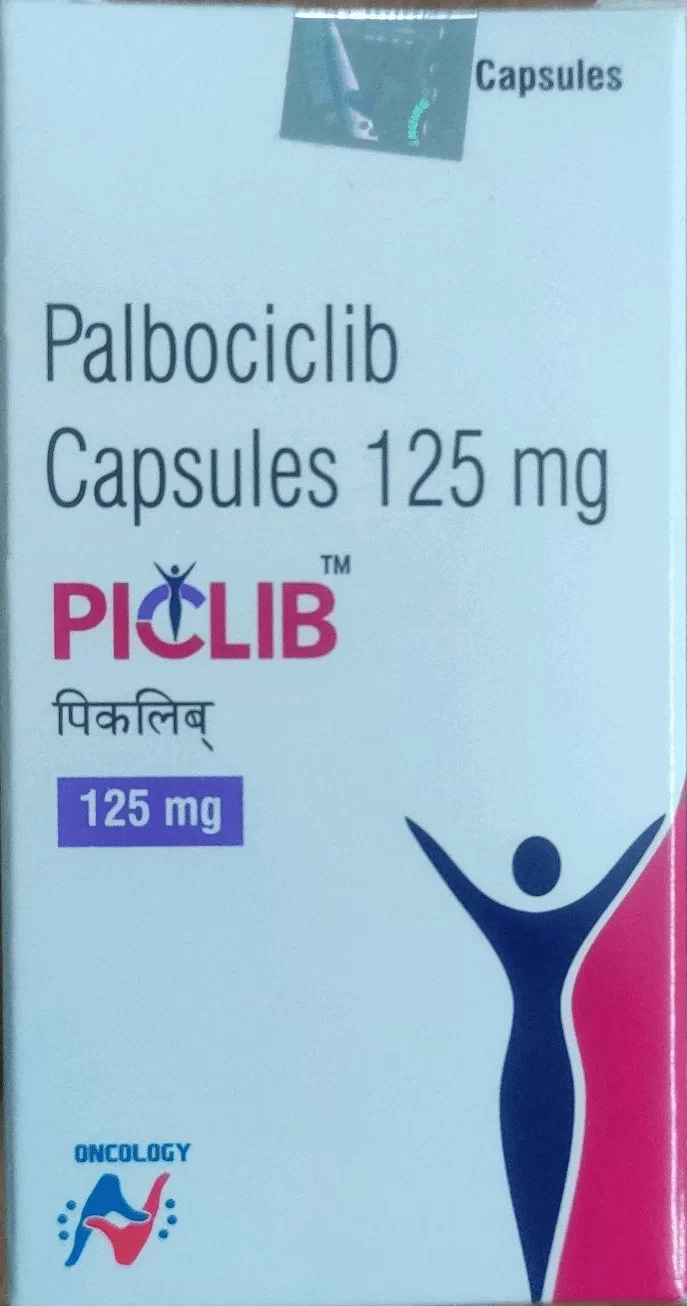 Capsules
Palbociclib
Capsules 125 mg
PICLIB™
पिकलिब्
125 mg
ONCOLOGY